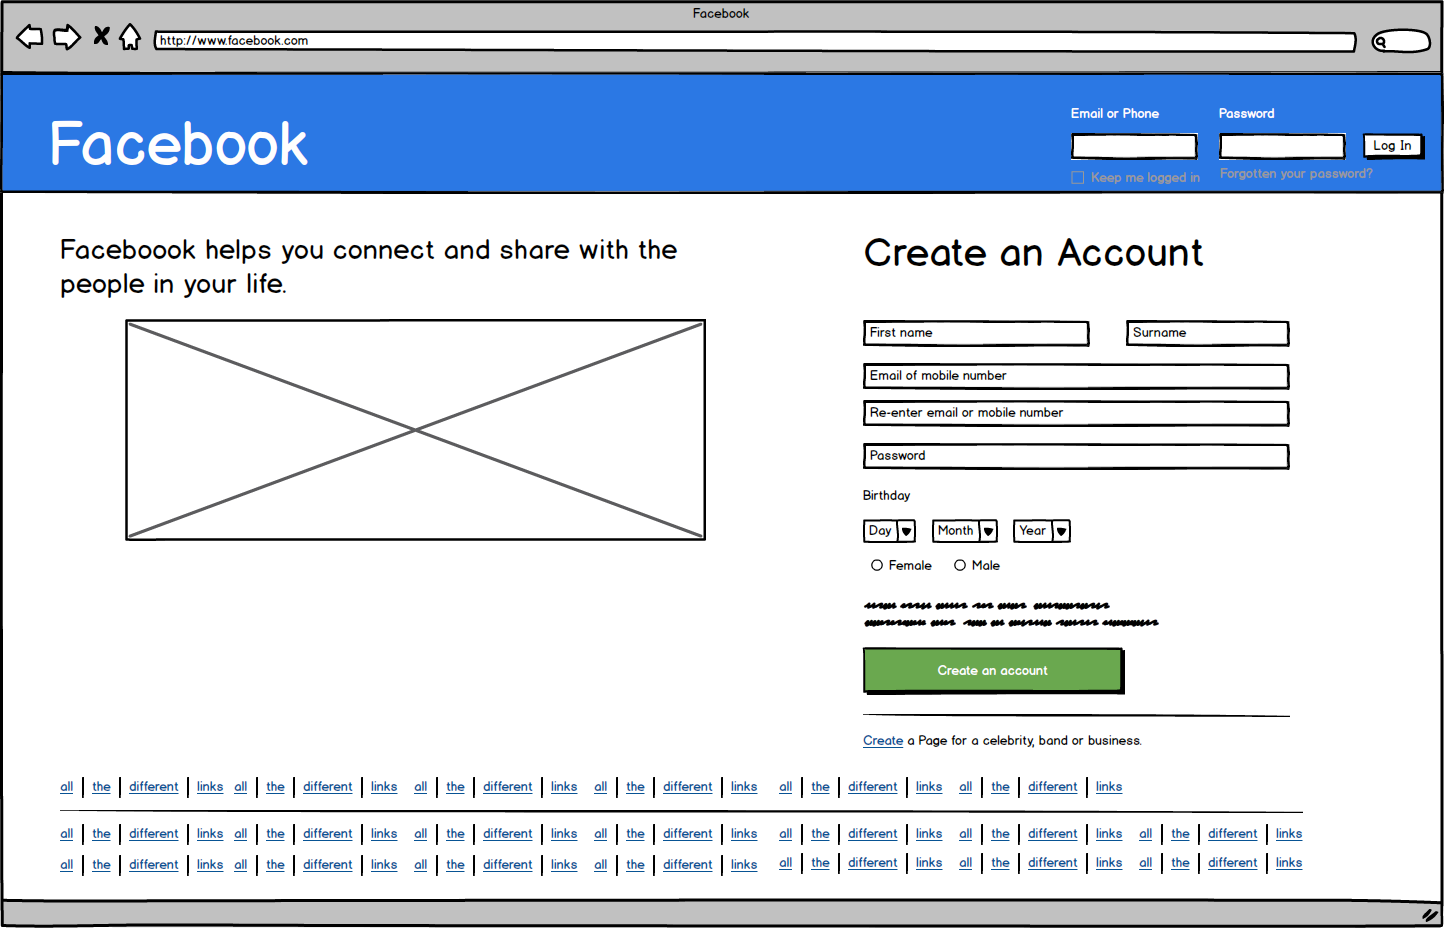 Facebook
http://www.facebook.com
Email or Phone Password
Facebook
Log In
Keep me logged in Forgotten your password?
Faceboook helps you connect and share with the
people in your life.
Create an Account
First name Surname
Email of mobile number
Re-enter email or mobile number
Password
Birthday
Day Month Year
Female Male
Create an account
Create a Page for a celebrity, band or business.
all the different links all the different links all the different links all the different links all the different links all the different links
all the different links all the different links all the different links all the different links all the different links all the different links all the different links
all the different links all the different links all the different links all the different links all the different links all the different links all the different links